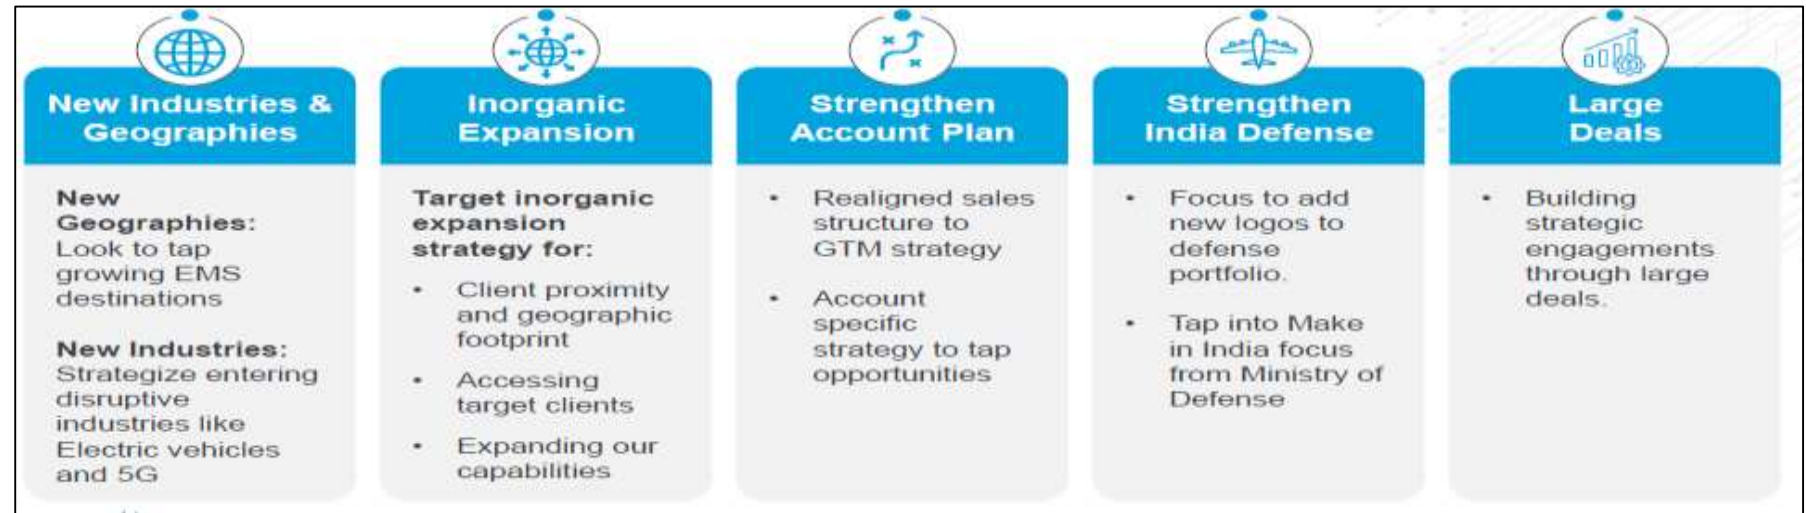 New Industries &
Geographies
New
Geographies:
Look to tap
growing EMS
destinations
New Industries:
Strategize entering
disruptive
industries like
Electric vehicles
and 5G
Inorganic
Expansion
Target inorganic
expansion
strategy for:
• Client proximity
and geographic
footprint
• Accessing
target clients
• Expanding our
capabilities
Strengthen
Account Plan
• Realigned sales
structure to
GTM strategy
• Account
specific
strategy to tap
opportunities
Strengthen
India Defense
• Focus to add
new logos to
defense
portfolio.
• Tap into Make
in India focus
from Ministry of
Defense
Large
Deals
• Building
strategic
engagements
through large
deals.